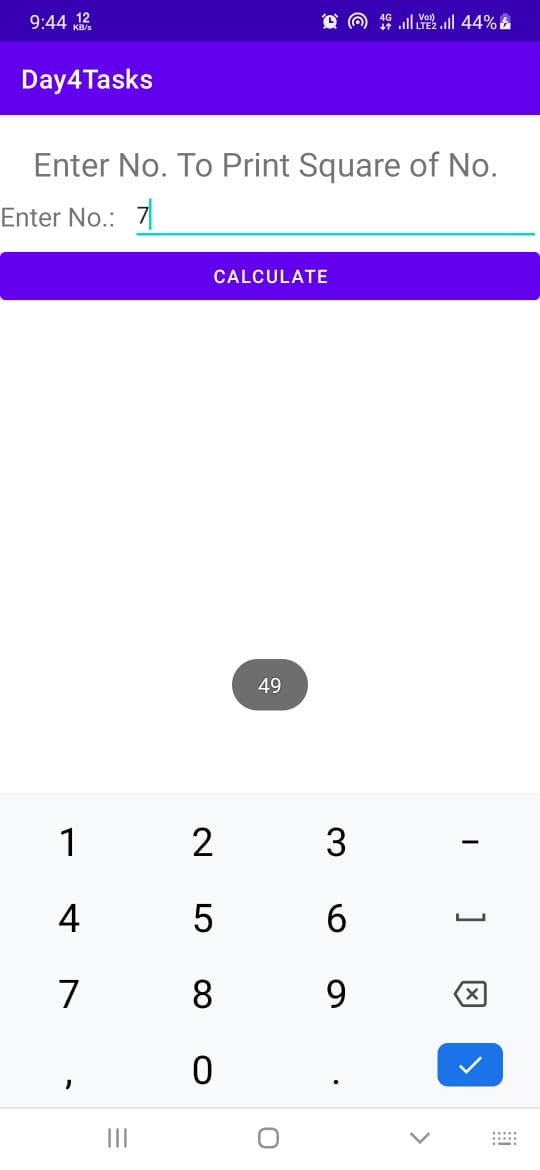 9:44 12 KB/s 4G Vo)) LTE2 44%
Day4Tasks
Enter No. To Print Square of No.
Enter No.: 7
CALCULATE
49
1 2 3 -
4 5 6
7 8 9
, 0 .